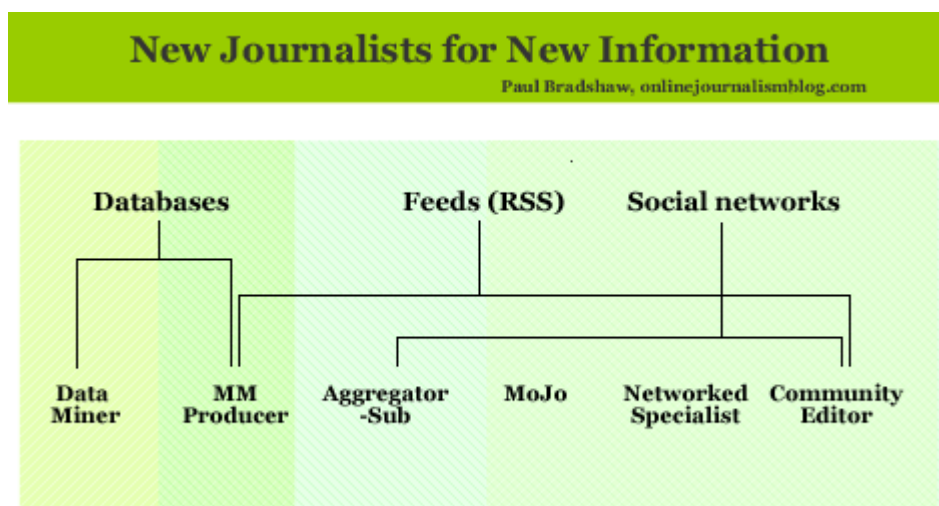 New Journalists for New Information
Paul Bradshaw, onlinejournalismblog.com
Databases
Feeds (RSS)
Social networks
Data
Miner
MM
Producer
Aggregator
-Sub
MoJo
Networked
Specialist
Community
Editor